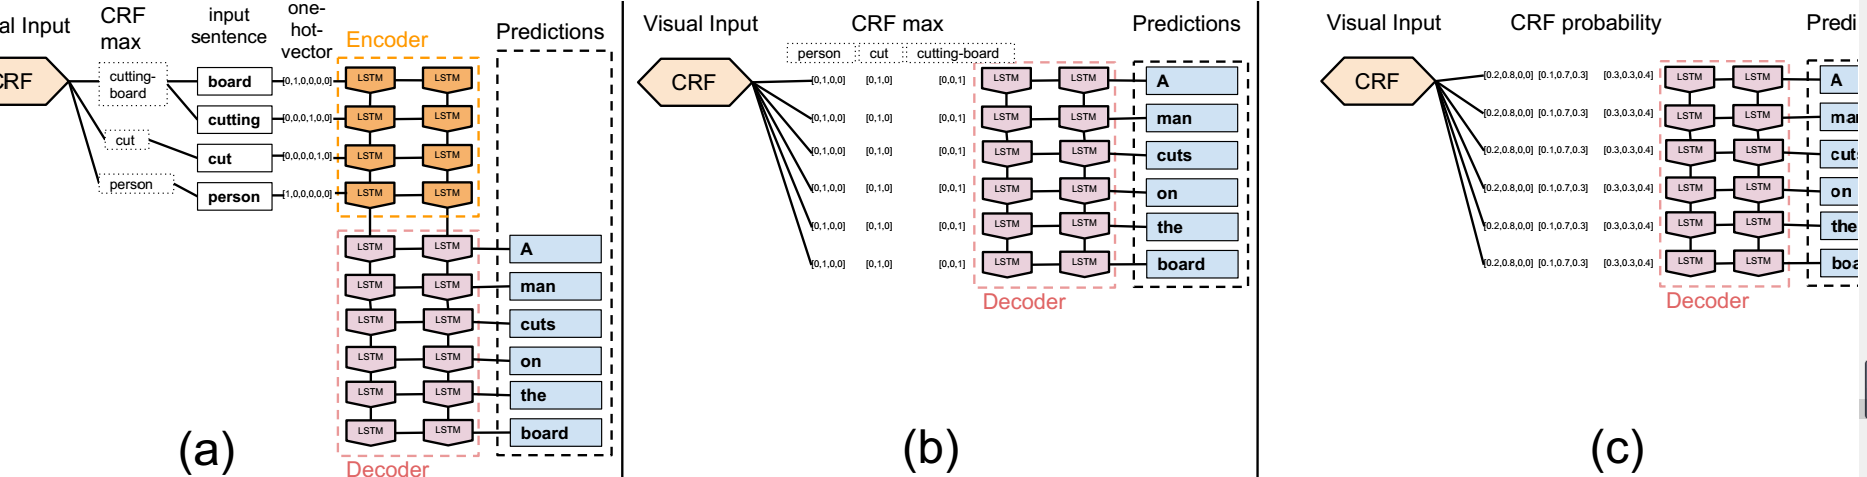 al Input
CRF
max
input
sentence
one-
hot-
vector
Encoder
Predictions
CRF
cutting-
board
board
[0,1,0,0,0,0]
LSTM
LSTM
cutting
[0,0,0,1,0,0]
LSTM
LSTM
cut
cut
[0,0,0,0,1,0]
LSTM
LSTM
person
person
[1,0,0,0,0,0]
LSTM
LSTM
LSTM
LSTM
A
LSTM
LSTM
man
LSTM
LSTM
cuts
LSTM
LSTM
on
LSTM
LSTM
the
LSTM
LSTM
board
Decoder
(a)
Visual Input
CRF max
Predictions
person
cut
cutting-board
CRF
[0,1,0,0]
[0,1,0]
[0,0,1]
LSTM
LSTM
A
[0,1,0,0]
[0,1,0]
[0,0,1]
LSTM
LSTM
man
[0,1,0,0]
[0,1,0]
[0,0,1]
LSTM
LSTM
cuts
[0,1,0,0]
[0,1,0]
[0,0,1]
LSTM
LSTM
on
[0,1,0,0]
[0,1,0]
[0,0,1]
LSTM
LSTM
the
[0,1,0,0]
[0,1,0]
[0,0,1]
LSTM
LSTM
board
Decoder
(b)
Visual Input
CRF probability
Predi
CRF
[0.2,0.8,0,0]
[0.1,0.7,0.3]
[0.3,0.3,0.4]
LSTM
LSTM
A
[0.2,0.8,0,0]
[0.1,0.7,0.3]
[0.3,0.3,0.4]
LSTM
LSTM
man
[0.2,0.8,0,0]
[0.1,0.7,0.3]
[0.3,0.3,0.4]
LSTM
LSTM
cuts
[0.2,0.8,0,0]
[0.1,0.7,0.3]
[0.3,0.3,0.4]
LSTM
LSTM
on
[0.2,0.8,0,0]
[0.1,0.7,0.3]
[0.3,0.3,0.4]
LSTM
LSTM
the
[0.2,0.8,0,0]
[0.1,0.7,0.3]
[0.3,0.3,0.4]
LSTM
LSTM
boa
Decoder
(c)